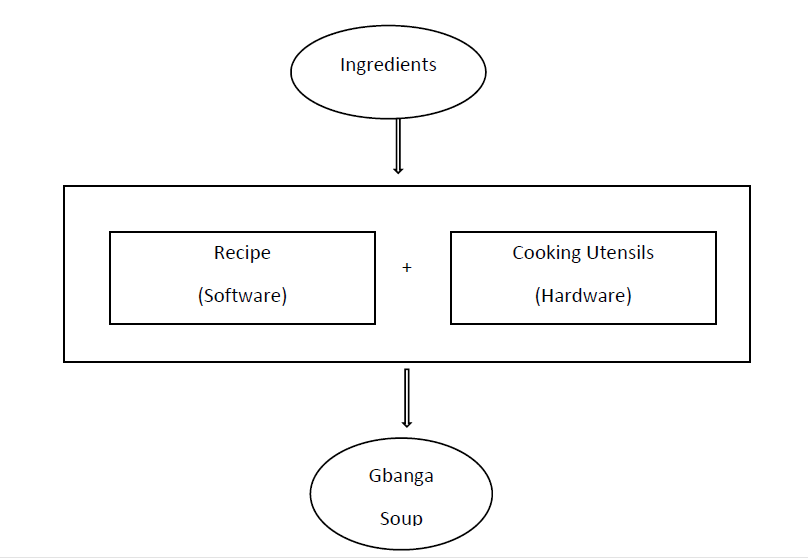 Ingredients
Recipe
(Software)
+
Cooking Utensils
(Hardware)
Gbanga
Soup